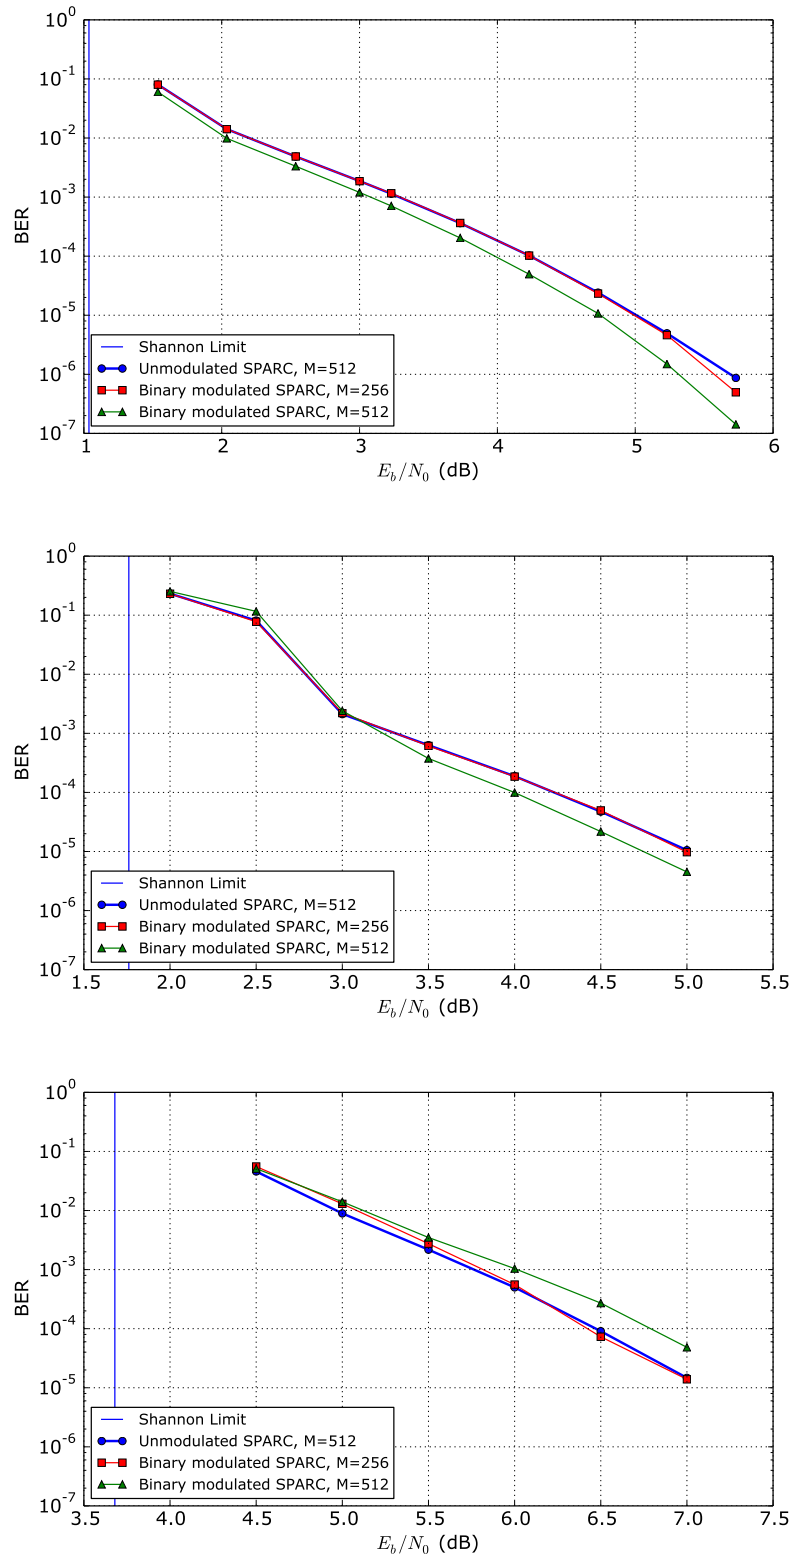 10^0
10^-1
10^-2
10^-3
10^-4
10^-5
10^-6
10^-7
BER
Shannon Limit
Unmodulated SPARC, M=512
Binary modulated SPARC, M=256
Binary modulated SPARC, M=512
1 2 3 4 5 6
E_b/N_0 (dB)
10^0
10^-1
10^-2
10^-3
10^-4
10^-5
10^-6
10^-7
BER
Shannon Limit
Unmodulated SPARC, M=512
Binary modulated SPARC, M=256
Binary modulated SPARC, M=512
1.5 2.0 2.5 3.0 3.5 4.0 4.5 5.0 5.5
E_b/N_0 (dB)
10^0
10^-1
10^-2
10^-3
10^-4
10^-5
10^-6
10^-7
BER
Shannon Limit
Unmodulated SPARC, M=512
Binary modulated SPARC, M=256
Binary modulated SPARC, M=512
3.5 4.0 4.5 5.0 5.5 6.0 6.5 7.0 7.5
E_b/N_0 (dB)